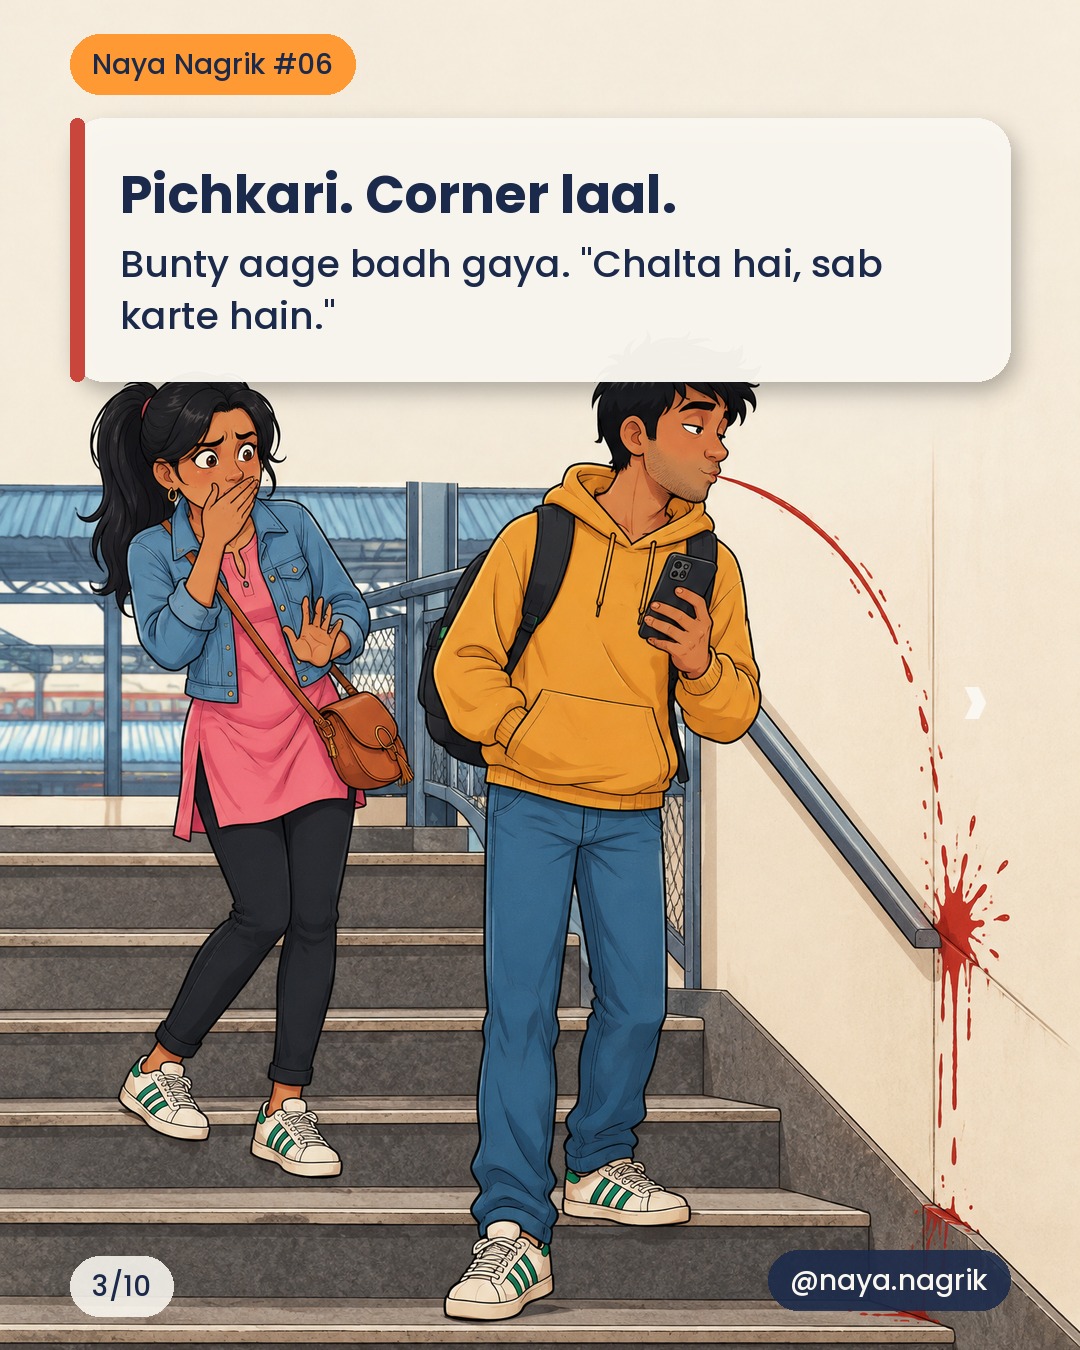 Naya Nagrik #06
Pichkari. Corner laal.
Bunty aage badh gaya. "Chalta hai, sab
karte hain."
3/10
@naya.nagrik